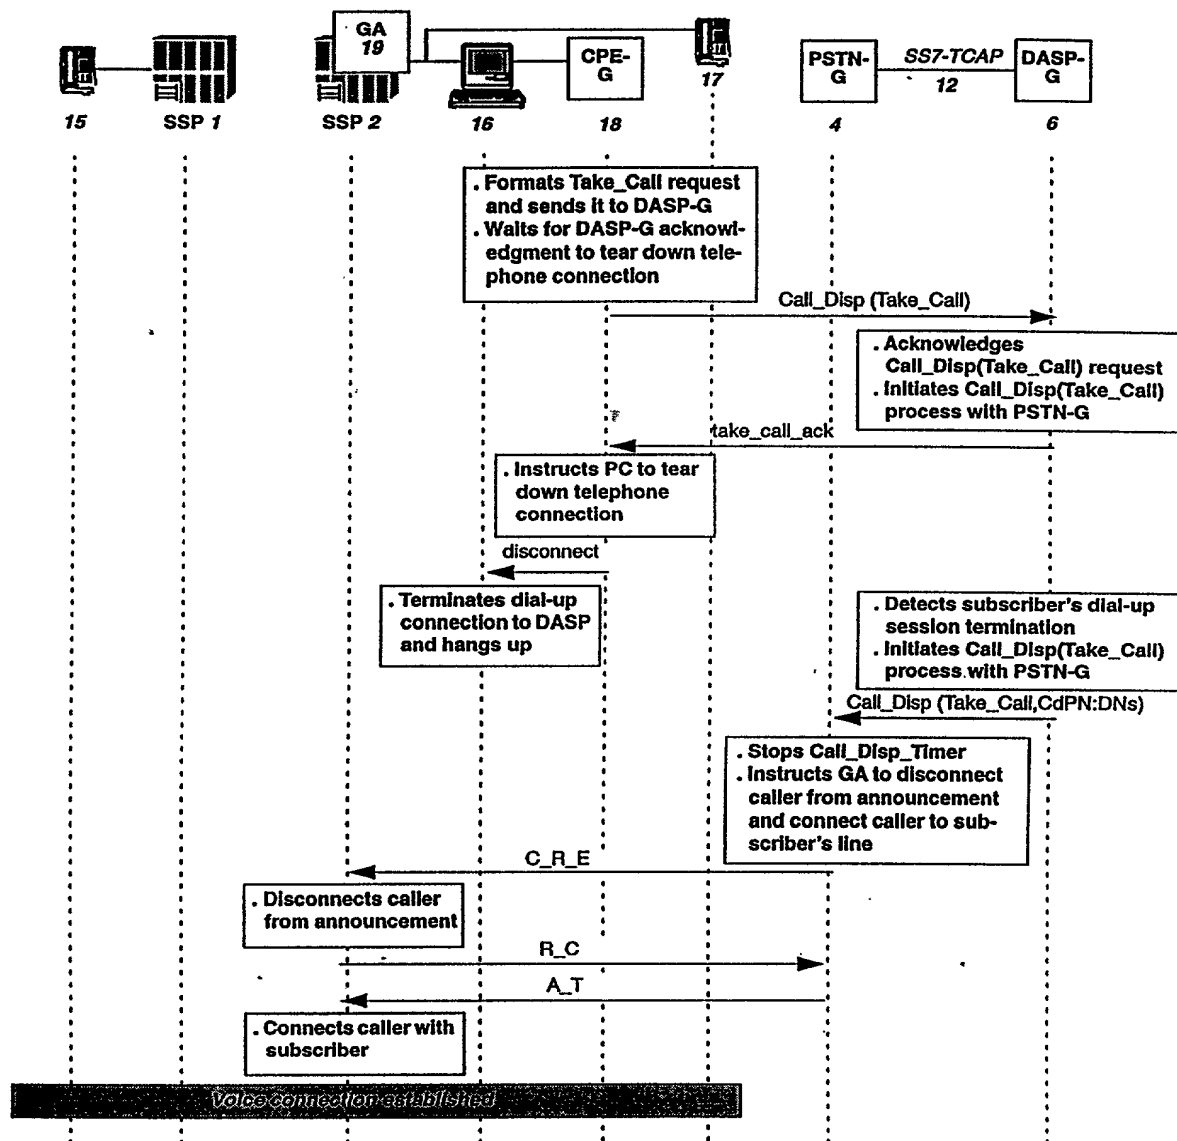 GA
19
CPE-
G
17
PSTN-
G
SS7-TCAP
12
DASP-
G
15
SSP 1
SSP 2
16
18
4
6
. Formats Take_Call request
and sends it to DASP-G
. Waits for DASP-G acknowl-
edgment to tear down tele-
phone connection
Call_Disp (Take_Call)
. Acknowledges
Call_Disp(Take_Call) request
. Initiates Call_Disp(Take_Call)
process with PSTN-G
take_call_ack
. Instructs PC to tear
down telephone
connection
disconnect
. Terminates dial-up
connection to DASP
and hangs up
. Detects subscriber's dial-up
session termination
. Initiates Call_Disp(Take_Call)
process with PSTN-G
Call_Disp (Take_Call,CdPN:DNs)
. Stops Call_Disp_Timer
. Instructs GA to disconnect
caller from announcement
and connect caller to sub-
scriber's line
C_R_E
. Disconnects caller
from announcement
R_C
A_T
. Connects caller with
subscriber
Voice connection established